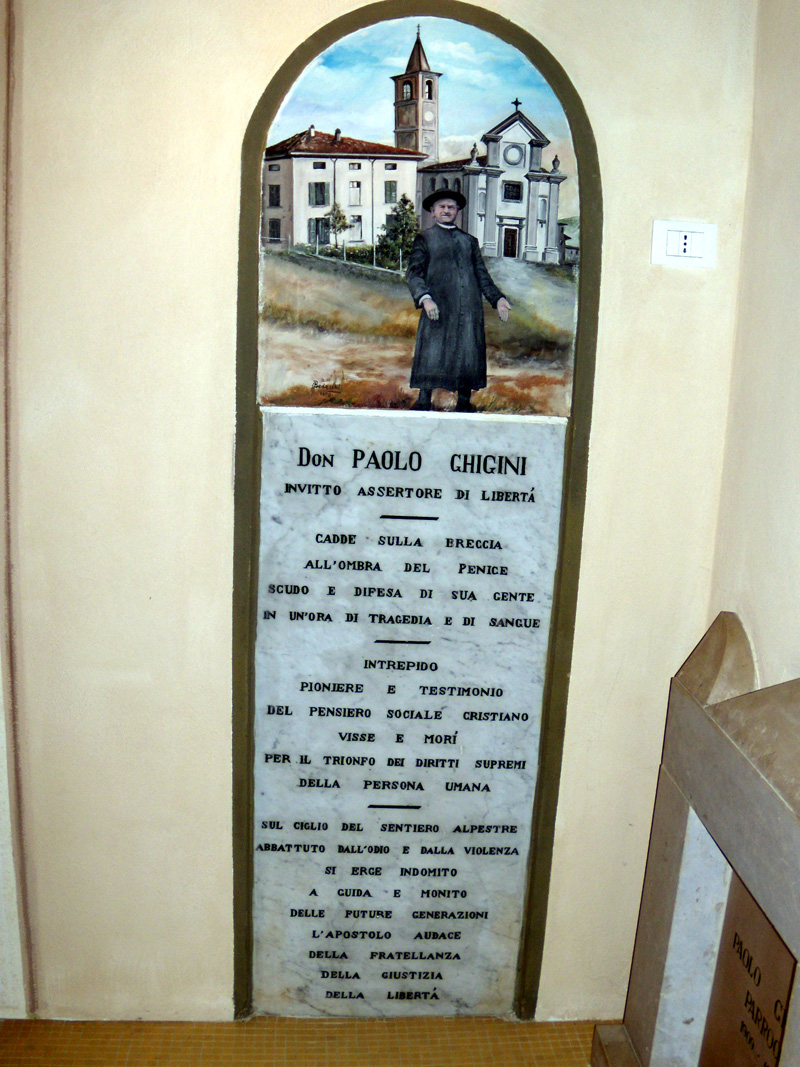 DON PAOLO GHIGINI
INVITTO ASSERTORE DI LIBERTÁ
CADDE SULLA BRECCIA
ALL'OMBRA DEL PENICE
SCUDO E DIFESA DI SUA GENTE
IN UN'ORA DI TRAGEDIA E DI SANGUE
INTREPIDO
PIONIERE E TESTIMONIO
DEL PENSIERO SOCIALE CRISTIANO
VISSE E MORÍ
PER IL TRIONFO DEI DIRITTI SUPREMI
DELLA PERSONA UMANA
SUL CIGLIO DEL SENTIERO ALPESTRE
ABBATTUTO DALL'ODIO E DALLA VIOLENZA
SI ERGE INDOMITO
A GUIDA E MONITO
DELLE FUTURE GENERAZIONI
L'APOSTOLO AUDACE
DELLA FRATELLANZA
DELLA GIUSTIZIA
DELLA LIBERTÁ
PAOLO G
PARROC